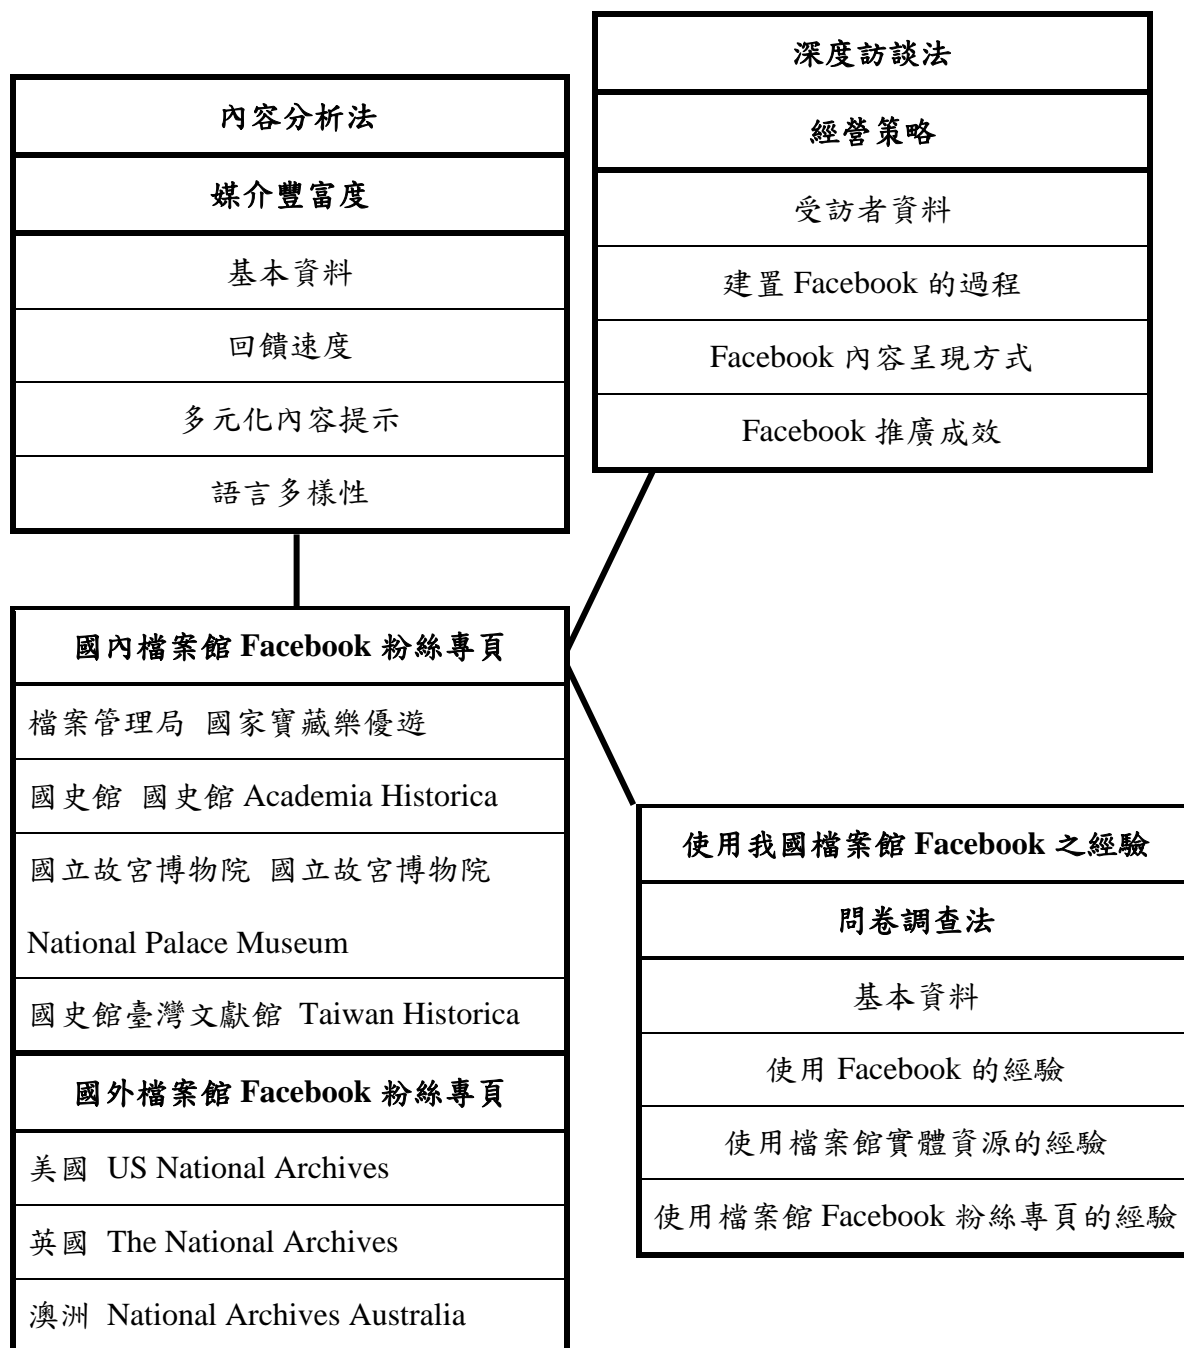 內容分析法
媒介豐富度
基本資料
回饋速度
多元化內容提示
語言多樣性
深度訪談法
經營策略
受訪者資料
建置 Facebook 的過程
Facebook 內容呈現方式
Facebook 推廣成效
國內檔案館 Facebook 粉絲專頁
檔案管理局 國家寶藏樂優遊
國史館 國史館 Academia Historica
國立故宮博物院 國立故宮博物院
National Palace Museum
國史館臺灣文獻館 Taiwan Historica
國外檔案館 Facebook 粉絲專頁
美國 US National Archives
英國 The National Archives
澳洲 National Archives Australia
使用我國檔案館 Facebook 之經驗
問卷調查法
基本資料
使用 Facebook 的經驗
使用檔案館實體資源的經驗
使用檔案館 Facebook 粉絲專頁的經驗